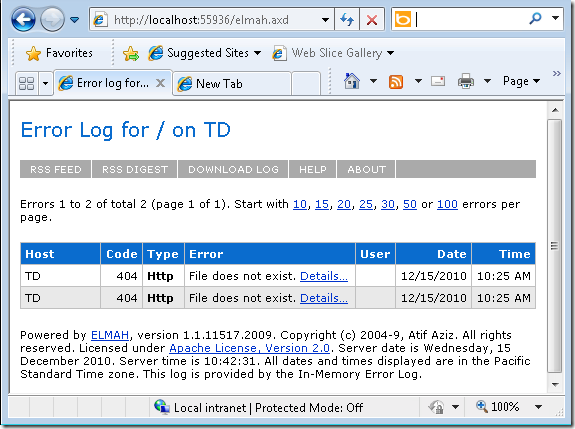 http://localhost:55936/elmah.axd
Favorites Suggested Sites Web Slice Gallery
Error log for... New Tab Page
Error Log for / on TD
RSS FEED RSS DIGEST DOWNLOAD LOG HELP ABOUT
Errors 1 to 2 of total 2 (page 1 of 1). Start with 10, 15, 20, 25, 30, 50 or 100 errors per
page.
Host Code Type Error User Date Time
TD 404 Http File does not exist. Details... 12/15/2010 10:25 AM
TD 404 Http File does not exist. Details... 12/15/2010 10:25 AM
Powered by ELMAH, version 1.1.11517.2009. Copyright (c) 2004-9, Atif Aziz. All rights
reserved. Licensed under Apache License, Version 2.0. Server date is Wednesday, 15
December 2010. Server time is 10:42:31. All dates and times displayed are in the Pacific
Standard Time zone. This log is provided by the In-Memory Error Log.
Local intranet | Protected Mode: Off 100%